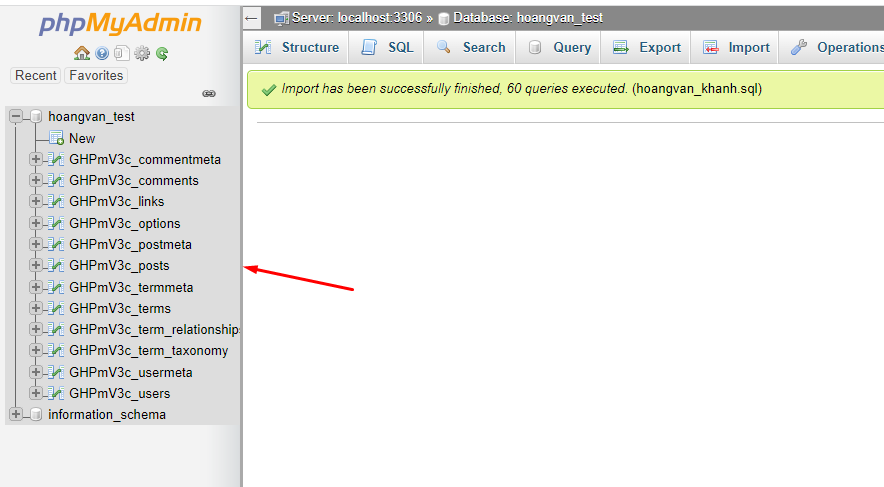 phpMyAdmin
Recent Favorites
hoangvan_test
New
GHPmV3c_commentmeta
GHPmV3c_comments
GHPmV3c_links
GHPmV3c_options
GHPmV3c_postmeta
GHPmV3c_posts
GHPmV3c_termmeta
GHPmV3c_terms
GHPmV3c_term_relationships
GHPmV3c_term_taxonomy
GHPmV3c_usermeta
GHPmV3c_users
information_schema
Server: localhost:3306 » Database: hoangvan_test
Structure SQL Search Query Export Import Operations
Import has been successfully finished, 60 queries executed. (hoangvan_khanh.sql)